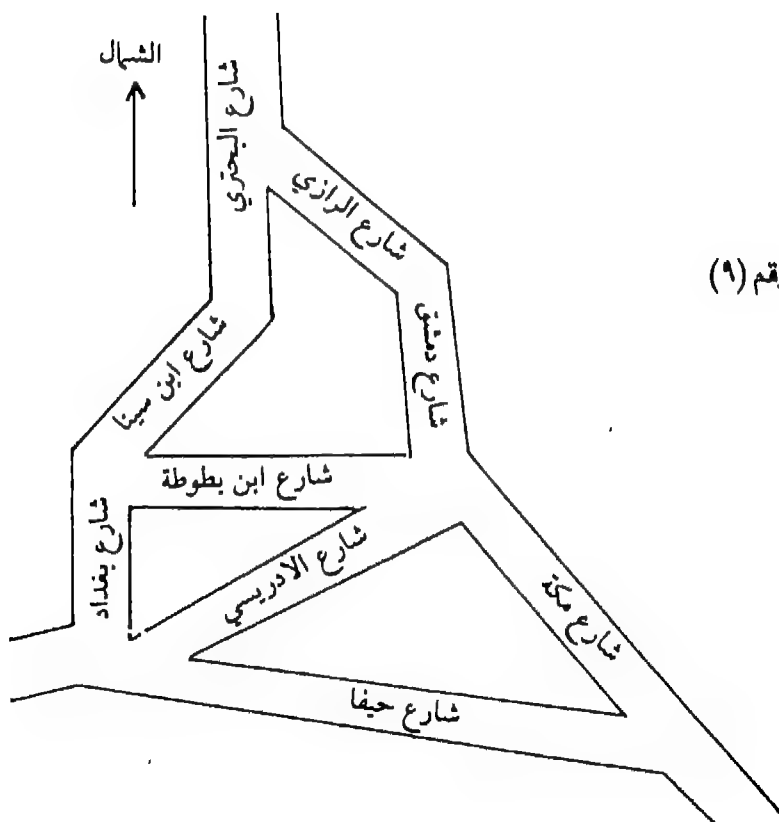 الشمال
شارع البحتري
شارع الرازي
(٩)
شارع دمشق
شارع ابن سينا
شارع ابن بطوطة
شارع بغداد
شارع الادريسي
شارع مكة
شارع حيفا